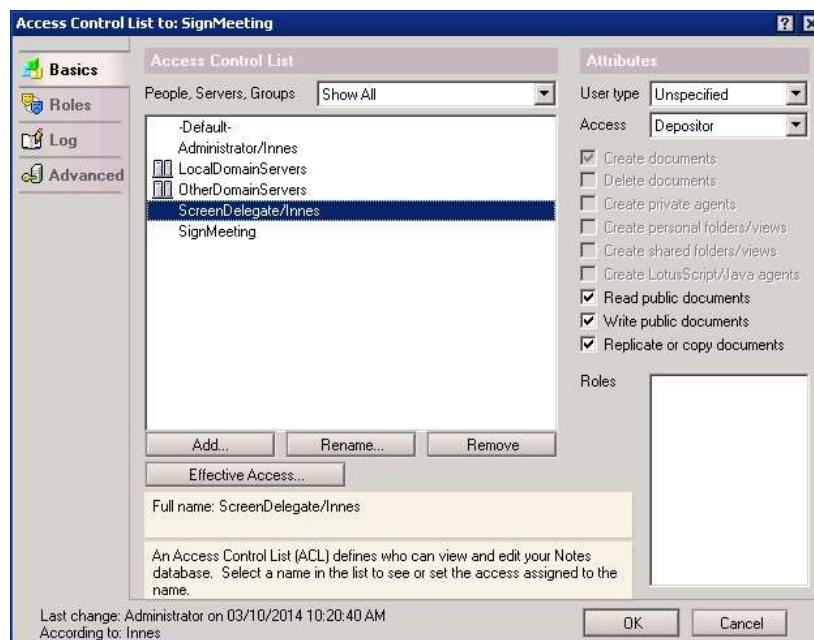 Access Control List to: SignMeeting
Basics
Roles
Log
Advanced
Access Control List
People, Servers, Groups Show All
-Default-
Administrator/Innes
LocalDomainServers
OtherDomainServers
ScreenDelegate/Innes
SignMeeting
Add... Rename... Remove
Effective Access...
Full name: ScreenDelegate/Innes
An Access Control List (ACL) defines who can view and edit your Notes
database. Select a name in the list to see or set the access assigned to the
name.
Attributes
User type Unspecified
Access Depositor
Create documents
Delete documents
Create private agents
Create personal folders/views
Create shared folders/views
Create LotusScript/Java agents
Read public documents
Write public documents
Replicate or copy documents
Roles
Last change: Administrator on 03/10/2014 10:20:40 AM
According to: Innes
OK Cancel